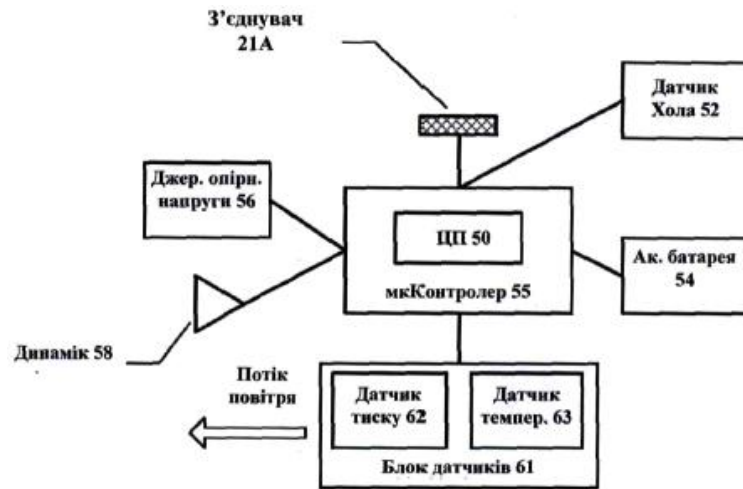 З’єднувач
21А
Датчик
Хола 52
Джер. опірн.
напруги 56
ЦП 50
мкКонтролер 55
Ак. батарея
54
Динамік 58
Потік
повітря
Датчик
тиску 62
Датчик
темпер. 63
Блок датчиків 61